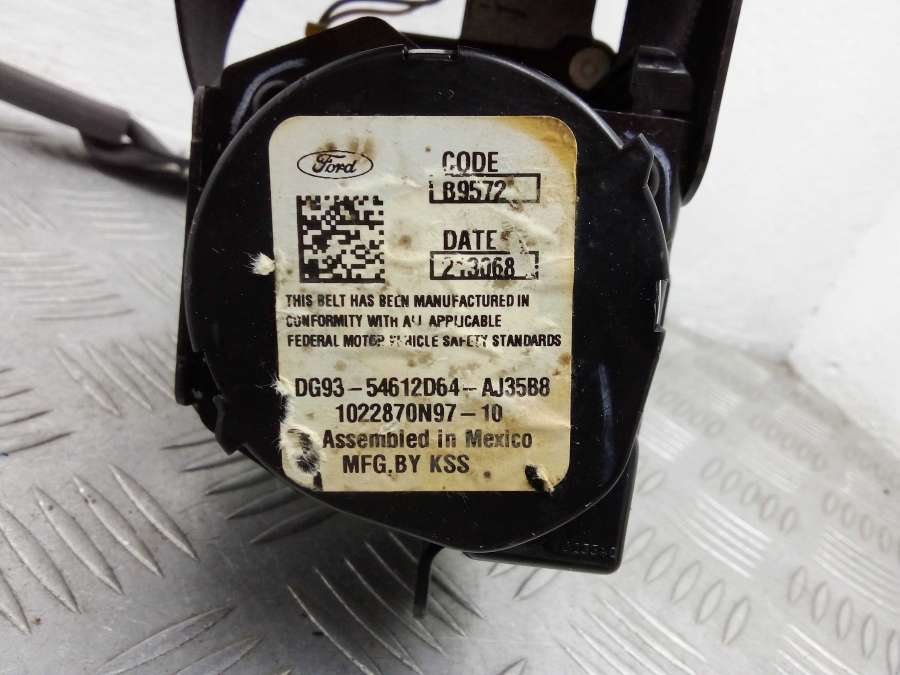 Ford
CODE
B9572
DATE
213068
THIS BELT HAS BEEN MANUFACTURED IN
CONFORMITY WITH ALL APPLICABLE
FEDERAL MOTOR VEHICLE SAFETY STANDARDS
DG93-54612D64-AJ35B8
1022870N97-10
Assembled in Mexico
MFG.BY KSS